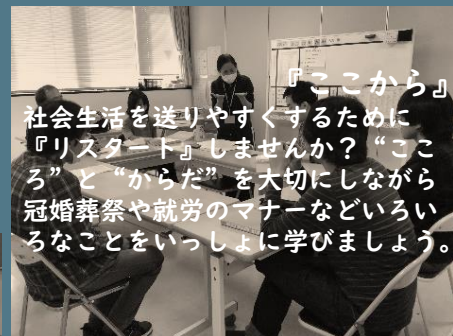 『ここから』
社会生活を送りやすくするために
『リスタート』しませんか？“ここ
ろ”と“からだ”を大切にしながら
冠婚葬祭や就労のマナーなどいろい
ろなことをいっしょに学びましょう。